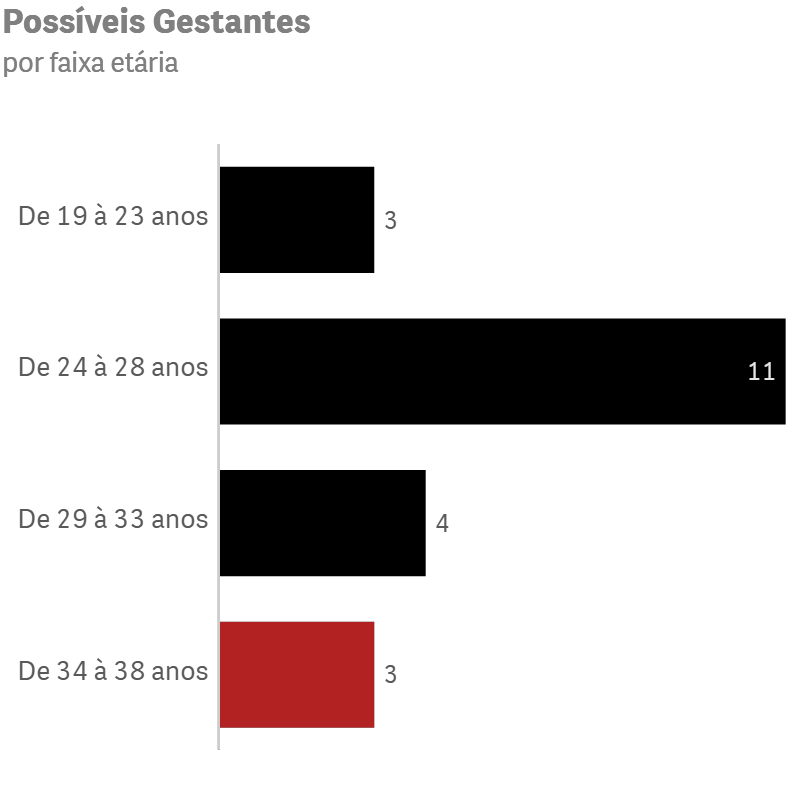 Possíveis Gestantes
por faixa etária
De 19 à 23 anos 3
De 24 à 28 anos 11
De 29 à 33 anos 4
De 34 à 38 anos 3